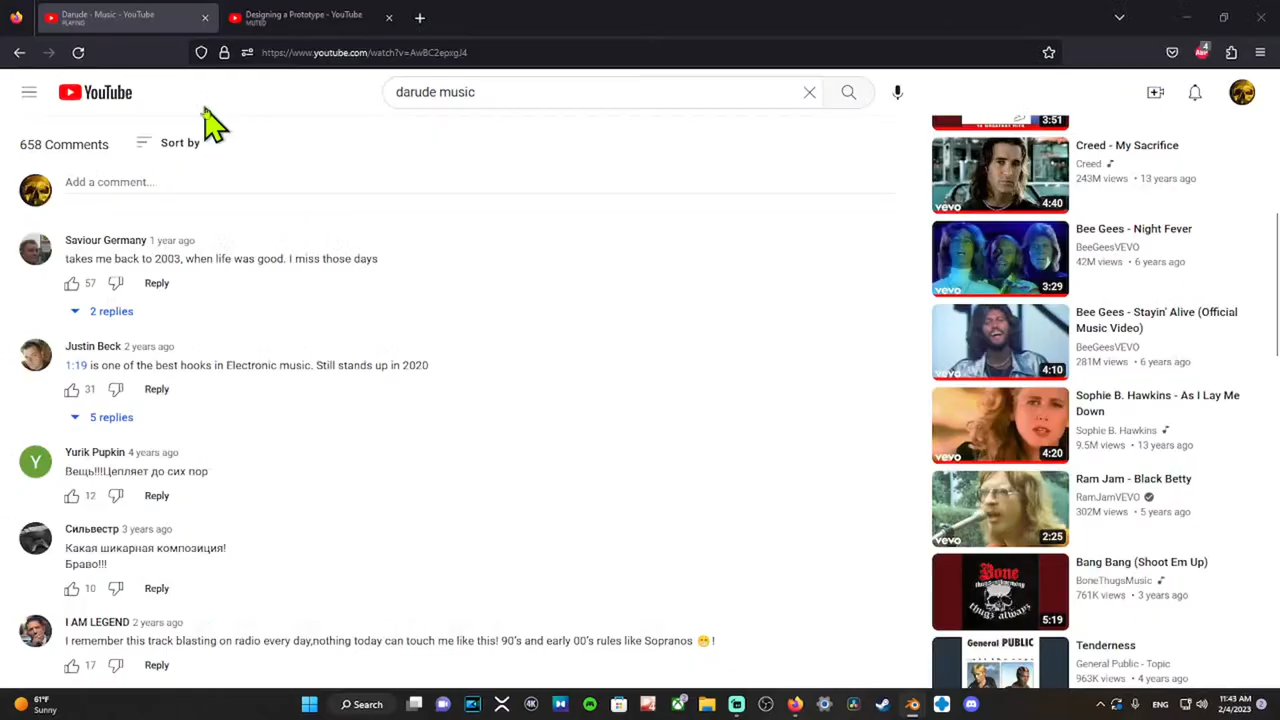 Darude - Music - YouTube
PLAYING
Designing a Prototype - YouTube
MUTED
https://www.youtube.com/watch?v=AwBC2epxgJ4
4
YouTube
darude music
658 Comments
Sort by
Add a comment...
Saviour Germany 1 year ago
takes me back to 2003, when life was good. I miss those days
57 Reply
2 replies
Justin Beck 2 years ago
1:19 is one of the best hooks in Electronic music. Still stands up in 2020
31 Reply
5 replies
Y
Yurik Pupkin 4 years ago
Вещь!!!Цепляет до сих пор
12 Reply
Сильвестр 3 years ago
Какая шикарная композиция!
Браво!!!
10 Reply
I AM LEGEND 2 years ago
I remember this track blasting on radio every day,nothing today can touch me like this! 90's and early 00's rules like Sopranos 😁 !
17 Reply
3:51
Creed - My Sacrifice
Creed
243M views • 13 years ago
vevo
4:40
Bee Gees - Night Fever
BeeGeesVEVO
42M views • 6 years ago
vevo
3:29
Bee Gees - Stayin' Alive (Official
Music Video)
BeeGeesVEVO
281M views • 6 years ago
vevo
4:10
Sophie B. Hawkins - As I Lay Me
Down
Sophie B. Hawkins
9.5M views • 13 years ago
vevo
4:20
Ram Jam - Black Betty
RamJamVEVO
302M views • 5 years ago
vevo
2:25
Bang Bang (Shoot Em Up)
BoneThugsMusic
761K views • 3 years ago
Bone
thugs always
5:19
Tenderness
General Public - Topic
963K views • 4 years ago
General PUBLIC
61°F
Sunny
Search
ENG
11:43 AM
2/4/2023